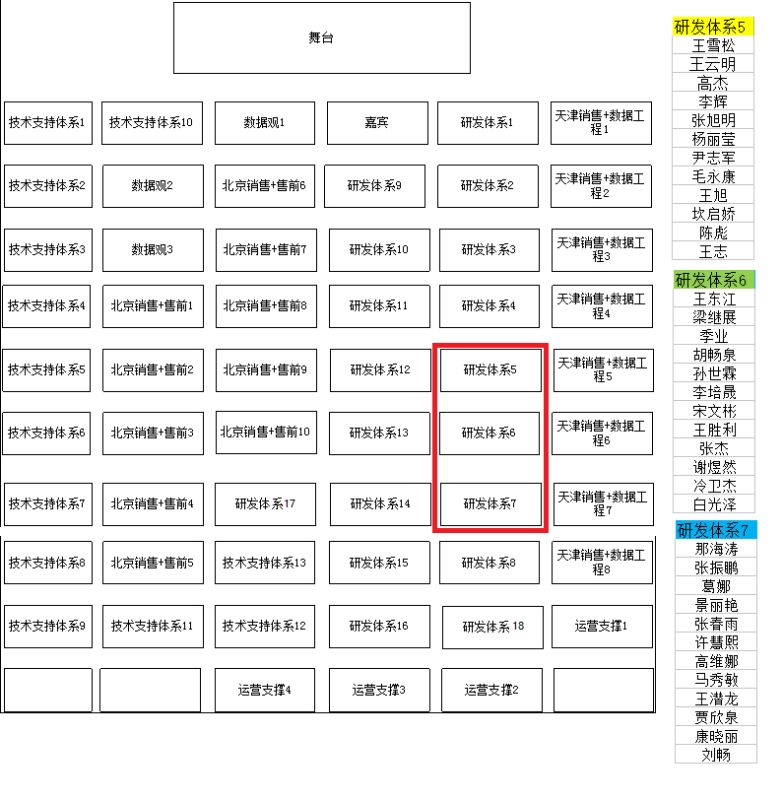 舞台
技术支持体系1
技术支持体系10
数据观1
嘉宾
研发体系1
天津销售+数据工
程1
技术支持体系2
数据观2
北京销售+售前6
研发体系9
研发体系2
天津销售+数据工
程2
技术支持体系3
数据观3
北京销售+售前7
研发体系10
研发体系3
天津销售+数据工
程3
技术支持体系4
北京销售+售前1
北京销售+售前8
研发体系11
研发体系4
天津销售+数据工
程4
技术支持体系5
北京销售+售前2
北京销售+售前9
研发体系12
研发体系5
天津销售+数据工
程5
技术支持体系6
北京销售+售前3
北京销售+售前10
研发体系13
研发体系6
天津销售+数据工
程6
技术支持体系7
北京销售+售前4
研发体系17
研发体系14
研发体系7
天津销售+数据工
程7
技术支持体系8
北京销售+售前5
技术支持体系13
研发体系15
研发体系8
天津销售+数据工
程8
技术支持体系9
技术支持体系11
技术支持体系12
研发体系16
研发体系 18
运营支撑1
运营支撑4
运营支撑3
运营支撑2
研发体系5
王雪松
王云明
高杰
李辉
张旭明
杨丽莹
尹志军
毛永康
王旭
坎启娇
陈彪
王志
研发体系6
王东江
梁继展
季业
胡畅泉
孙世霖
李培晟
宋文彬
王胜利
张杰
谢煜然
冷卫杰
白光泽
研发体系7
那海涛
张振鹏
葛娜
景丽艳
张春雨
许慧熙
高维娜
马秀敏
王潜龙
贾欣泉
康晓丽
刘畅